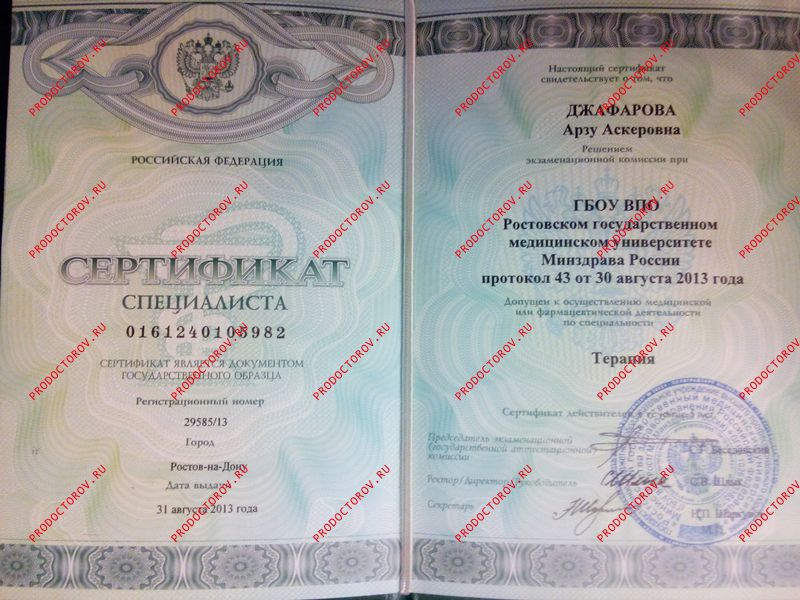 РОССИЙСКАЯ ФЕДЕРАЦИЯ
СЕРТИФИКАТ
СПЕЦИАЛИСТА
0161240105982
СЕРТИФИКАТ ЯВЛЯЕТСЯ ДОКУМЕНТОМ
ГОСУДАРСТВЕННОГО ОБРАЗЦА
Регистрационный номер
29585/13
Город
Ростов-на-Дону
Дата выдачи
31 августа 2013 года
Настоящий сертификат
свидетельствует о том, что
ДЖАФАРОВА
Арзу Аскеровна
Решением
экзаменационной комиссии при
ГБОУ ВПО
Ростовском государственном
медицинском университете
Минздрава России
протокол 43 от 30 августа 2013 года
Допущен к осуществлению медицинской
или фармацевтической деятельности
по специальности
Терапия
Сертификат действителен в течение 5 лет
Председатель экзаменационной
(государственной аттестационной)
комиссии
Ректор/Директор/Руководитель
С.В. Шлык
Секретарь
М.П.
PRODOCTOROV.RU